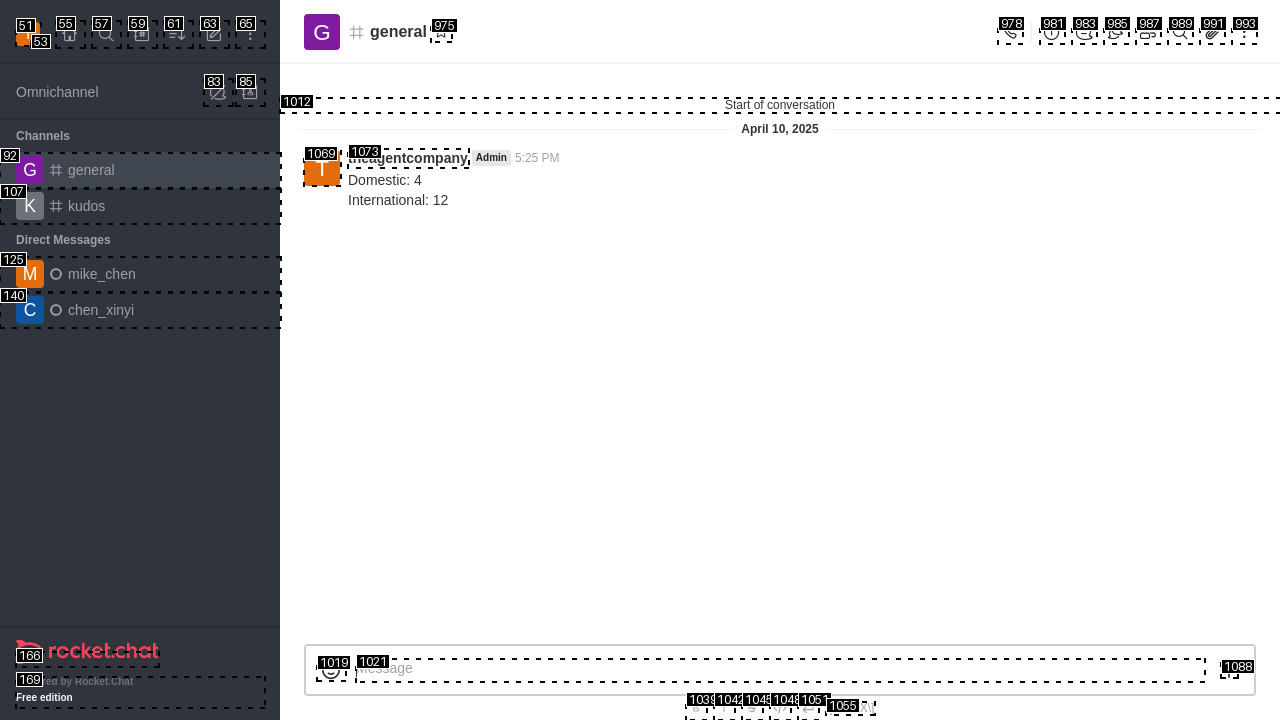 51
53
55
57
59
61
63
65
G
general
975
978
981
983
985
987
989
991
993
Omnichannel
83
85
1012
Start of conversation
Channels
April 10, 2025
92
G general
1069
T
1073
theagentcompany Admin 5:25 PM
Domestic: 4
International: 12
107
K kudos
Direct Messages
125
M mike_chen
140
C chen_xinyi
166
rocket.chat
169
Powered by Rocket.Chat
Free edition
1019
1021
Message
1088
1039
1042
1045
1048
1051
1055